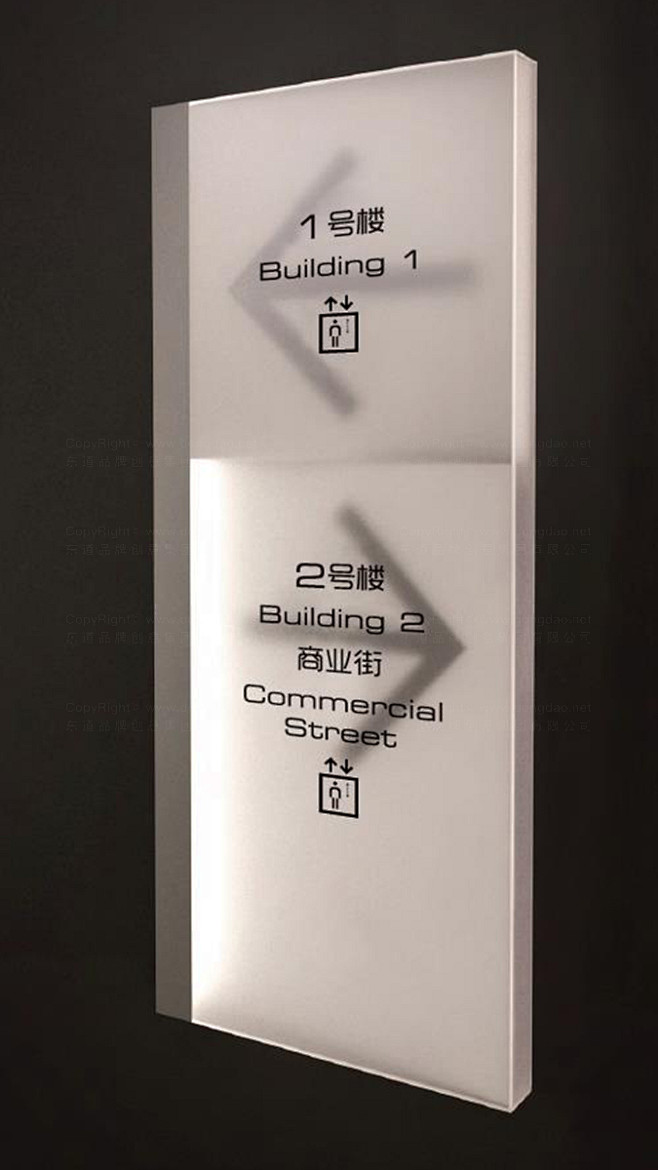 1号楼
Building 1
2号楼
Building 2
商业街
Commercial
Street